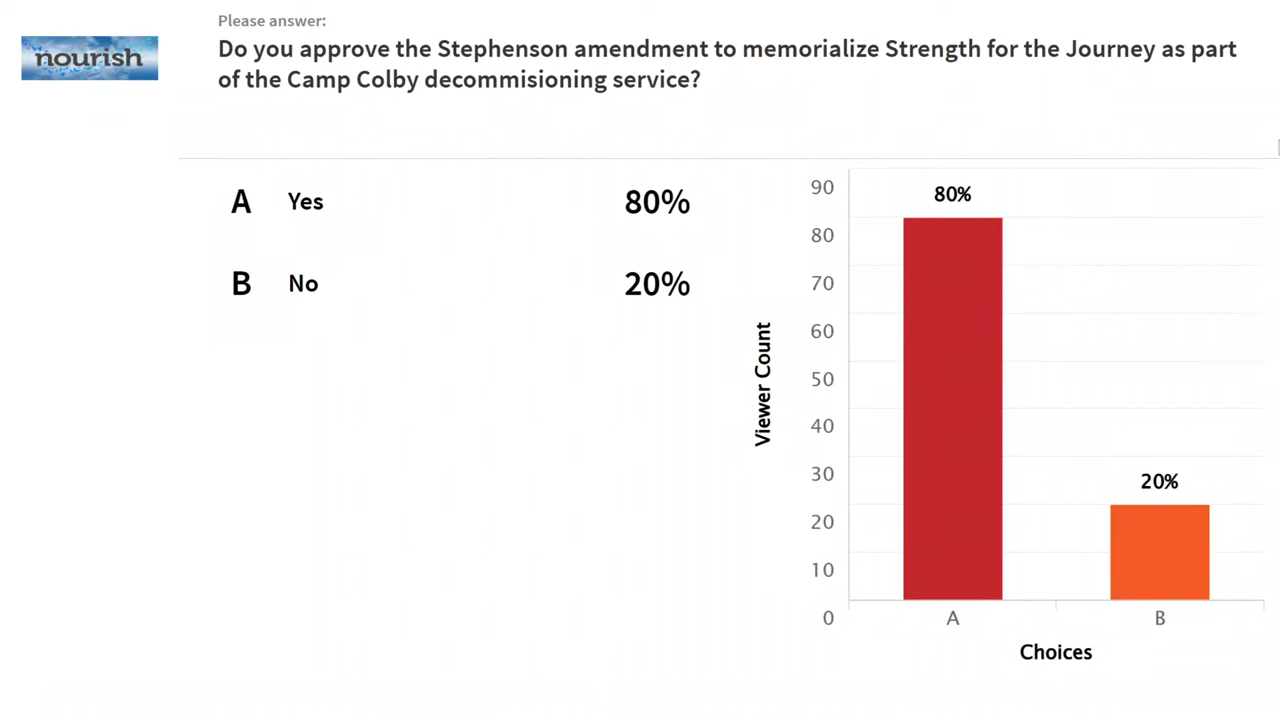 Please answer:
nourish
Do you approve the Stephenson amendment to memorialize Strength for the Journey as part
of the Camp Colby decommisioning service?
A Yes 80%
B No 20%
90
80
70
60
50
40
30
20
10
0
Viewer Count
80%
20%
A B
Choices